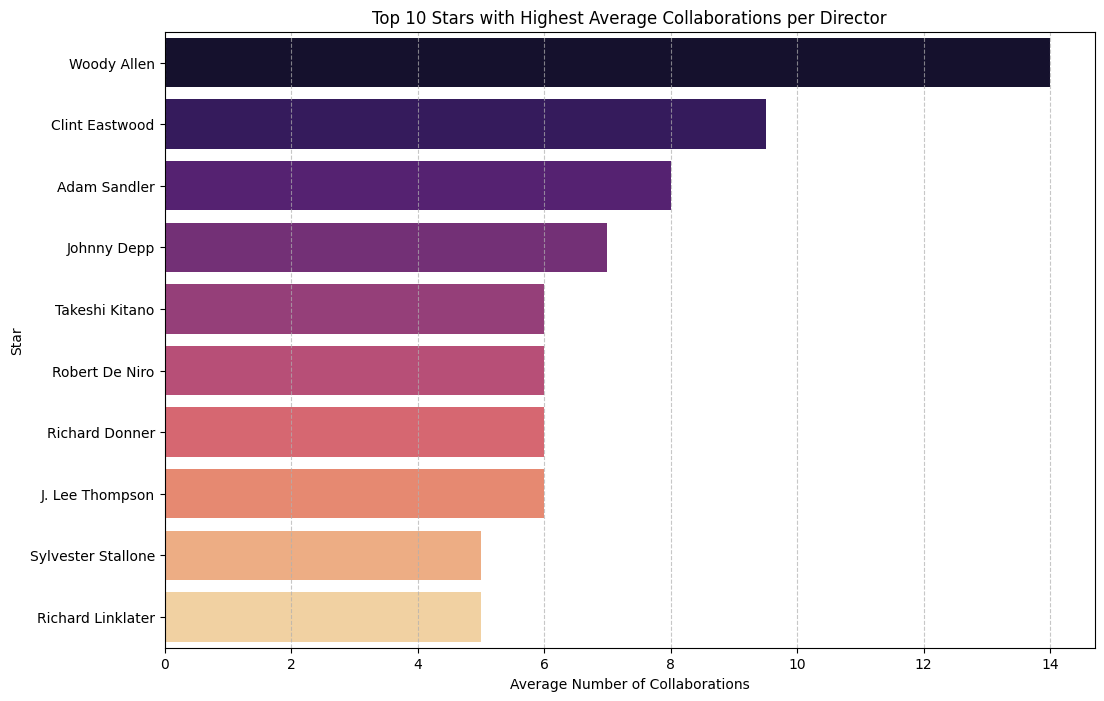 Top 10 Stars with Highest Average Collaborations per Director
Star
Woody Allen
Clint Eastwood
Adam Sandler
Johnny Depp
Takeshi Kitano
Robert De Niro
Richard Donner
J. Lee Thompson
Sylvester Stallone
Richard Linklater
0 2 4 6 8 10 12 14
Average Number of Collaborations